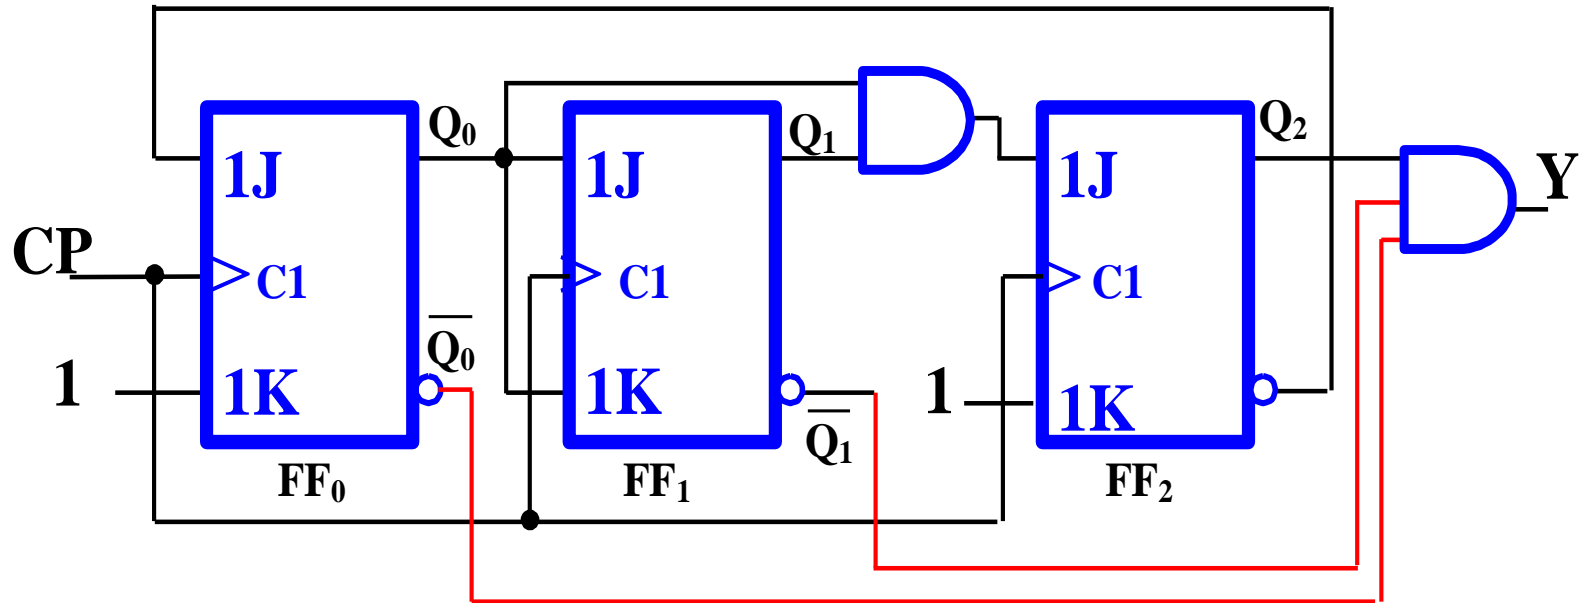 Q₀
Q₁
Q₂
1J
1J
1J
Y
CP
C1
C1
C1
Q̅₀
1
1K
1K
1
1K
Q̅₁
FF₀
FF₁
FF₂